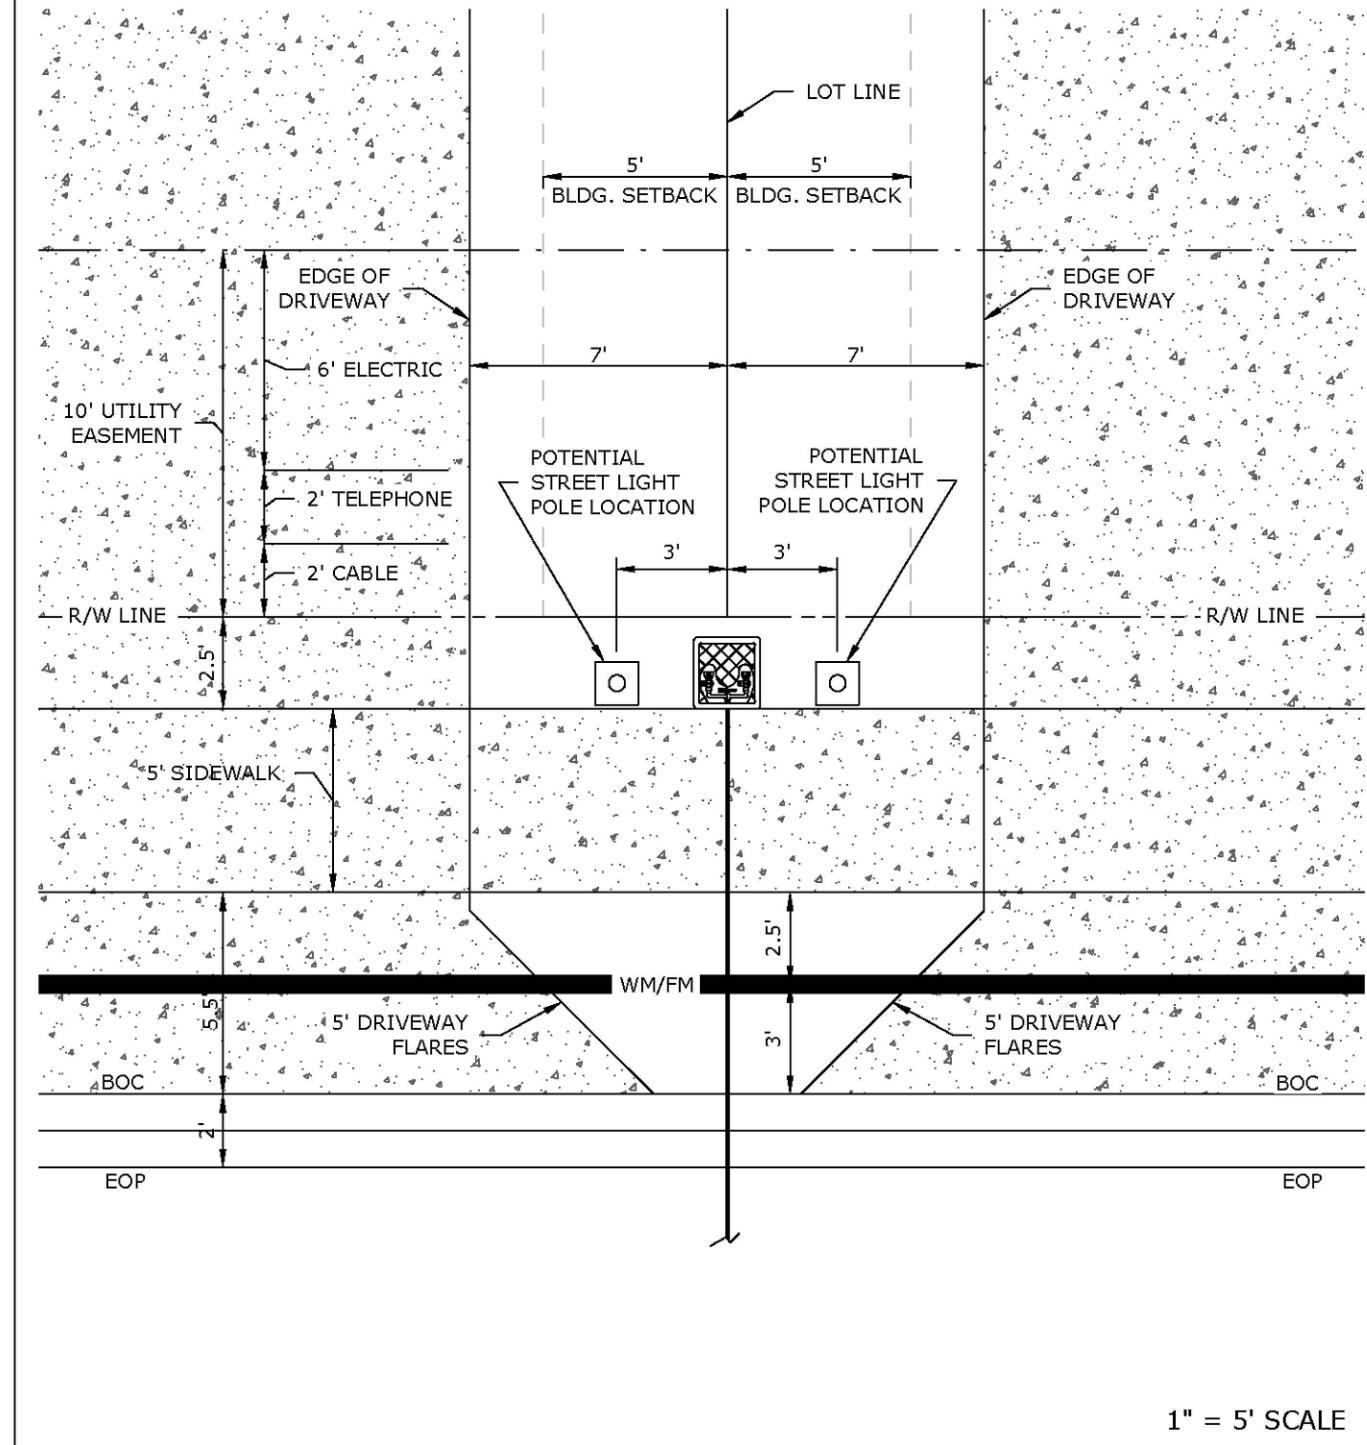 LOT LINE
5'
5'
BLDG. SETBACK
BLDG. SETBACK
EDGE OF
DRIVEWAY
EDGE OF
DRIVEWAY
7'
7'
6' ELECTRIC
10' UTILITY
EASEMENT
POTENTIAL
STREET LIGHT
POLE LOCATION
POTENTIAL
STREET LIGHT
POLE LOCATION
2' TELEPHONE
3'
3'
2' CABLE
R/W LINE
R/W LINE
2.5'
5' SIDEWALK
2.5'
WM/FM
5.5'
5' DRIVEWAY
FLARES
3'
5' DRIVEWAY
FLARES
BOC
BOC
2'
EOP
EOP
1" = 5' SCALE